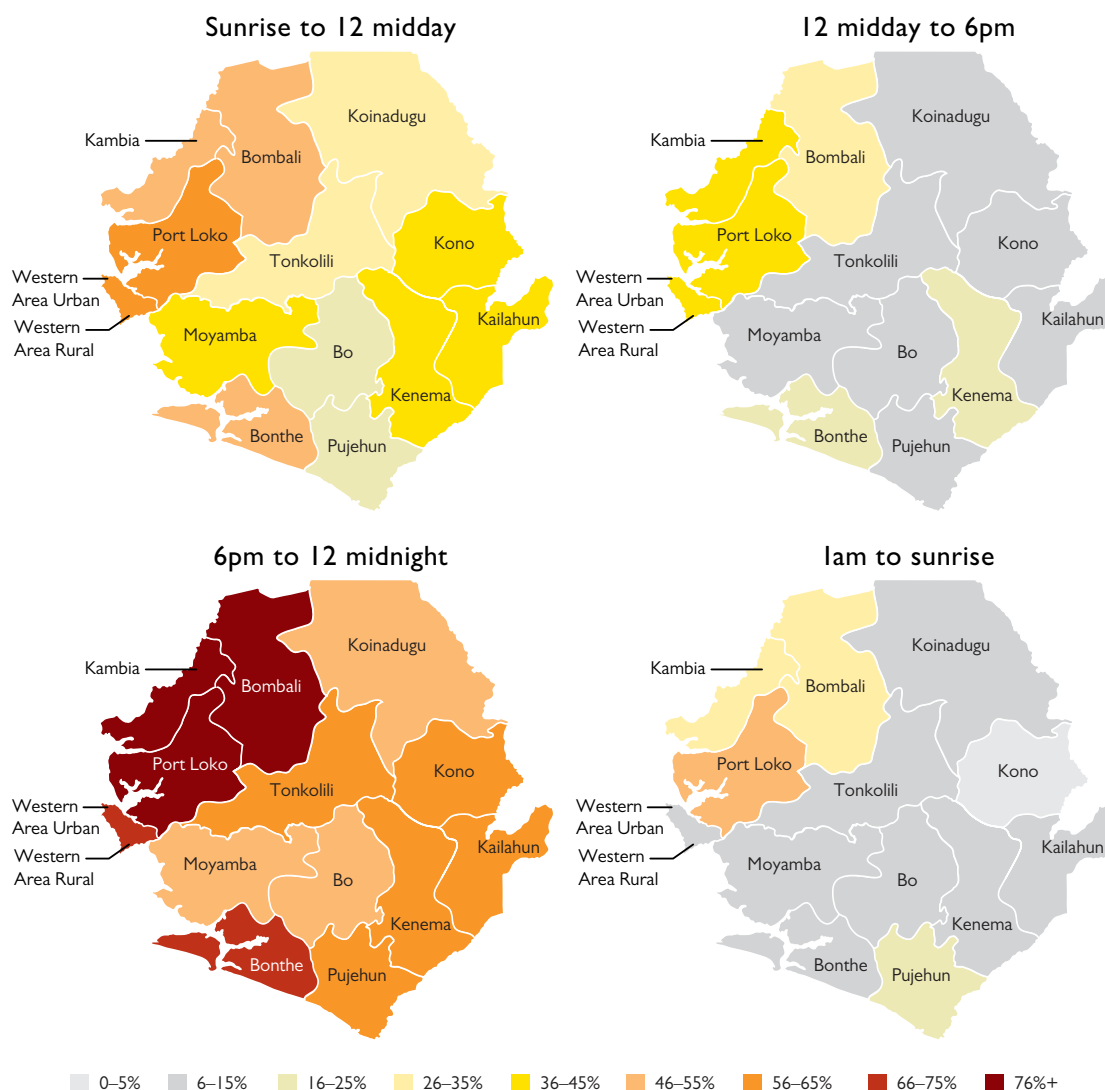 Sunrise to 12 midday
Koinadugu
Kambia
Bombali
Port Loko
Kono
Tonkolili
Western
Area Urban
Western
Area Rural
Kailahun
Moyamba
Bo
Kenema
Bonthe
Pujehun
12 midday to 6pm
Koinadugu
Kambia
Bombali
Port Loko
Kono
Tonkolili
Western
Area Urban
Western
Area Rural
Kailahun
Moyamba
Bo
Kenema
Bonthe
Pujehun
6pm to 12 midnight
Koinadugu
Kambia
Bombali
Port Loko
Kono
Tonkolili
Western
Area Urban
Western
Area Rural
Kailahun
Moyamba
Bo
Kenema
Bonthe
Pujehun
1am to sunrise
Koinadugu
Kambia
Bombali
Port Loko
Kono
Tonkolili
Western
Area Urban
Western
Area Rural
Kailahun
Moyamba
Bo
Kenema
Bonthe
Pujehun
0–5% 6–15% 16–25% 26–35% 36–45% 46–55% 56–65% 66–75% 76%+